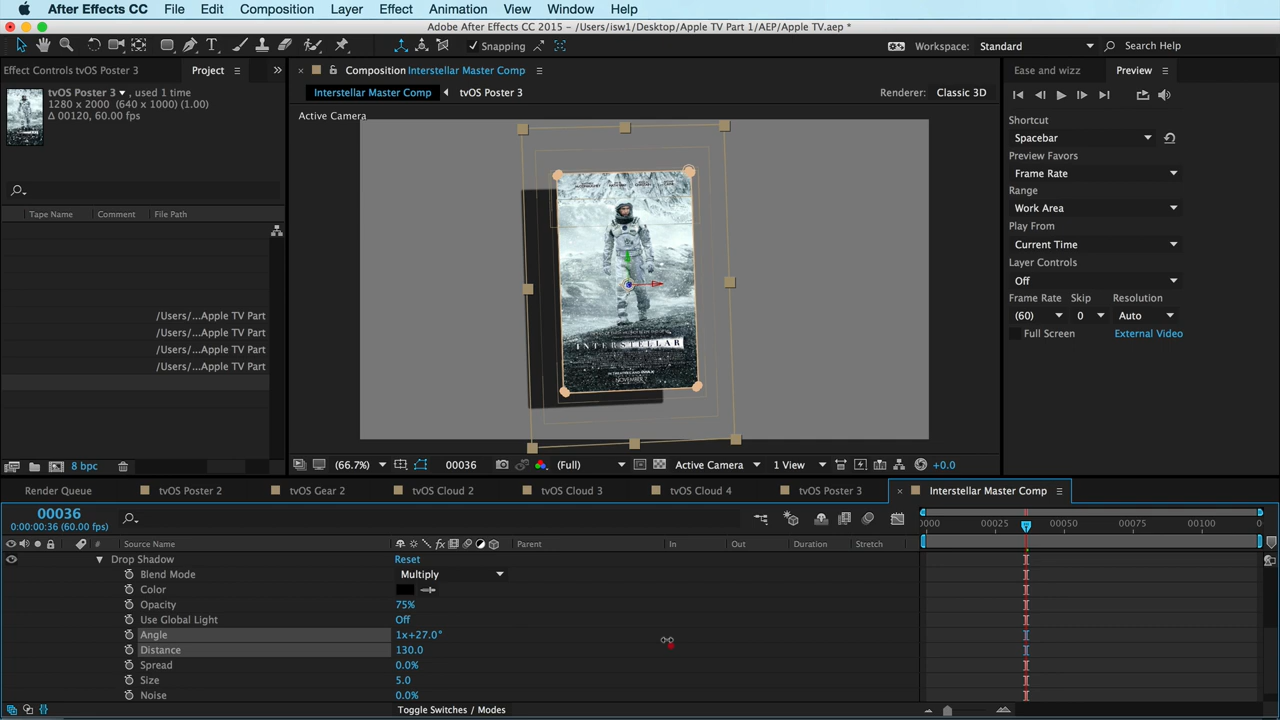 After Effects CC File Edit Composition Layer Effect Animation View Window Help
Adobe After Effects CC 2015 - /Users/isw1/Desktop/Apple TV Part 1/AEP/Apple TV.aep *
Snapping Workspace: Standard Search Help
Effect Controls tvOS Poster 3 Project Composition Interstellar Master Comp Ease and wizz Preview
tvOS Poster 3 , used 1 time
1280 x 2000 (640 x 1000) (1.00)
Δ 00120, 60.00 fps
Interstellar Master Comp tvOS Poster 3 Renderer: Classic 3D
Active Camera
Shortcut
Spacebar
Preview Favors
Frame Rate
Range
Work Area
Play From
Current Time
Layer Controls
Off
Frame Rate Skip Resolution
(60) 0 Auto
Full Screen External Video
Tape Name Comment File Path
/Users/...Apple TV Part
/Users/...Apple TV Part
/Users/...Apple TV Part
/Users/...Apple TV Part
INTERSTELLAR
NOVEMBER
8 bpc (66.7%) 00036 (Full) Active Camera 1 View +0.0
Render Queue tvOS Poster 2 tvOS Gear 2 tvOS Cloud 2 tvOS Cloud 3 tvOS Cloud 4 tvOS Poster 3 Interstellar Master Comp
00036
0:00:00:36 (60.00 fps)
0000 00025 00050 00075 00100
# Source Name Parent In Out Duration Stretch
Drop Shadow Reset
Blend Mode Multiply
Color
Opacity 75%
Use Global Light Off
Angle 1x+27.0°
Distance 130.0
Spread 0.0%
Size 5.0
Noise 0.0%
Toggle Switches / Modes